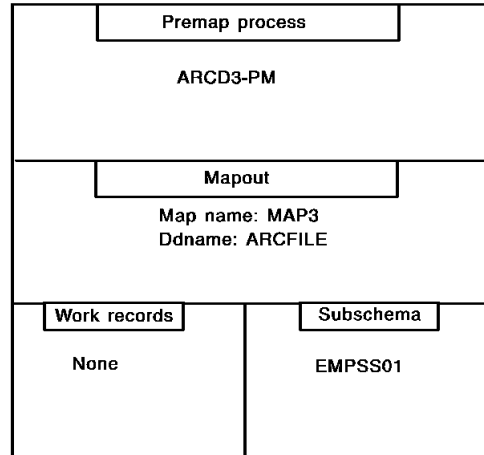 Premap process
ARCD3-PM
Mapout
Map name: MAP3
Ddname: ARCFILE
Work records
Subschema
None
EMPSS01